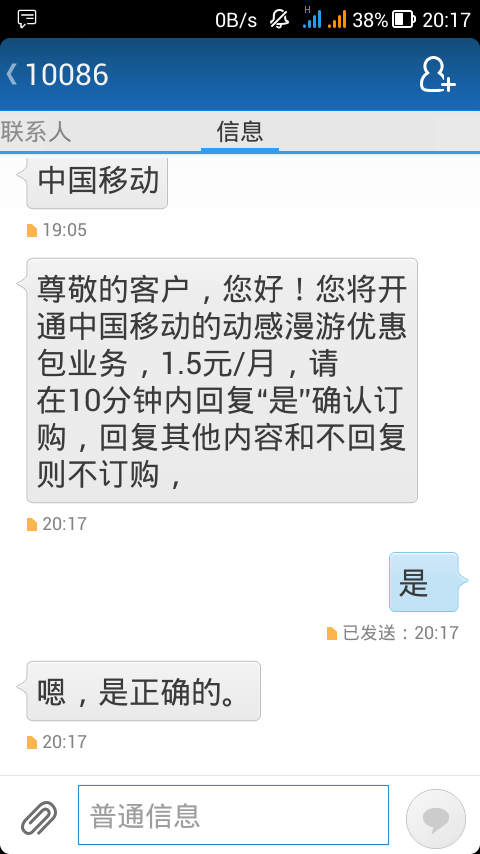 0B/s H 38% 20:17
10086
联系人 信息
中国移动
19:05
尊敬的客户，您好！您将开
通中国移动的动感漫游优惠
包业务，1.5元/月，请
在10分钟内回复“是”确认订
购，回复其他内容和不回复
则不订购，
20:17
是
已发送：20:17
嗯，是正确的。
20:17
普通信息